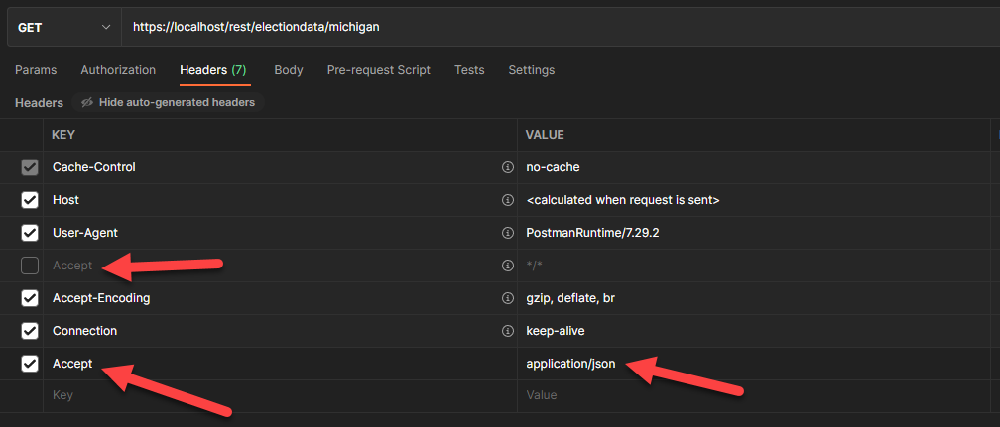 GET https://localhost/rest/electiondata/michigan
Params Authorization Headers (7) Body Pre-request Script Tests Settings
Headers Hide auto-generated headers
KEY VALUE
Cache-Control no-cache
Host <calculated when request is sent>
User-Agent PostmanRuntime/7.29.2
Accept */*
Accept-Encoding gzip, deflate, br
Connection keep-alive
Accept application/json
Key Value